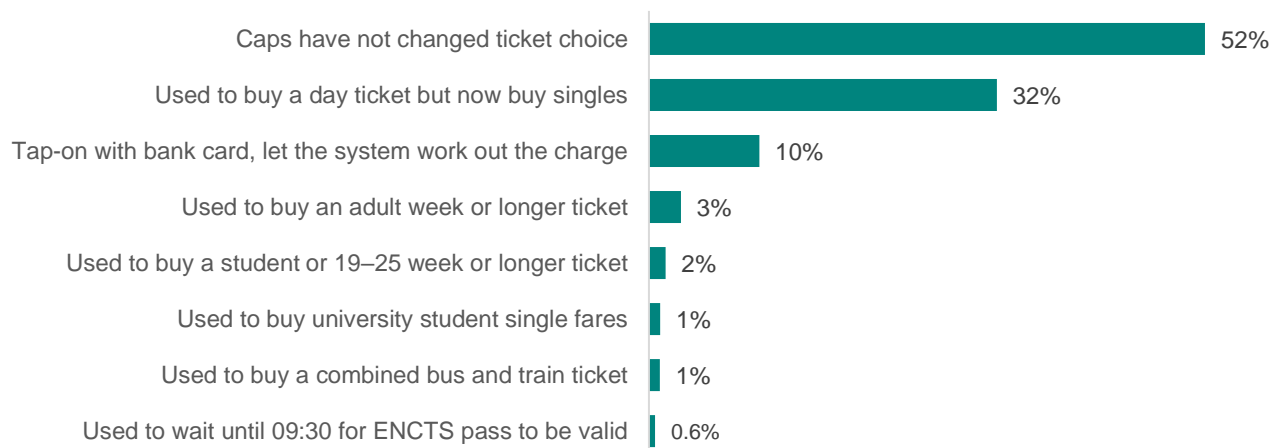 Caps have not changed ticket choice 52%
Used to buy a day ticket but now buy singles 32%
Tap-on with bank card, let the system work out the charge 10%
Used to buy an adult week or longer ticket 3%
Used to buy a student or 19–25 week or longer ticket 2%
Used to buy university student single fares 1%
Used to buy a combined bus and train ticket 1%
Used to wait until 09:30 for ENCTS pass to be valid 0.6%